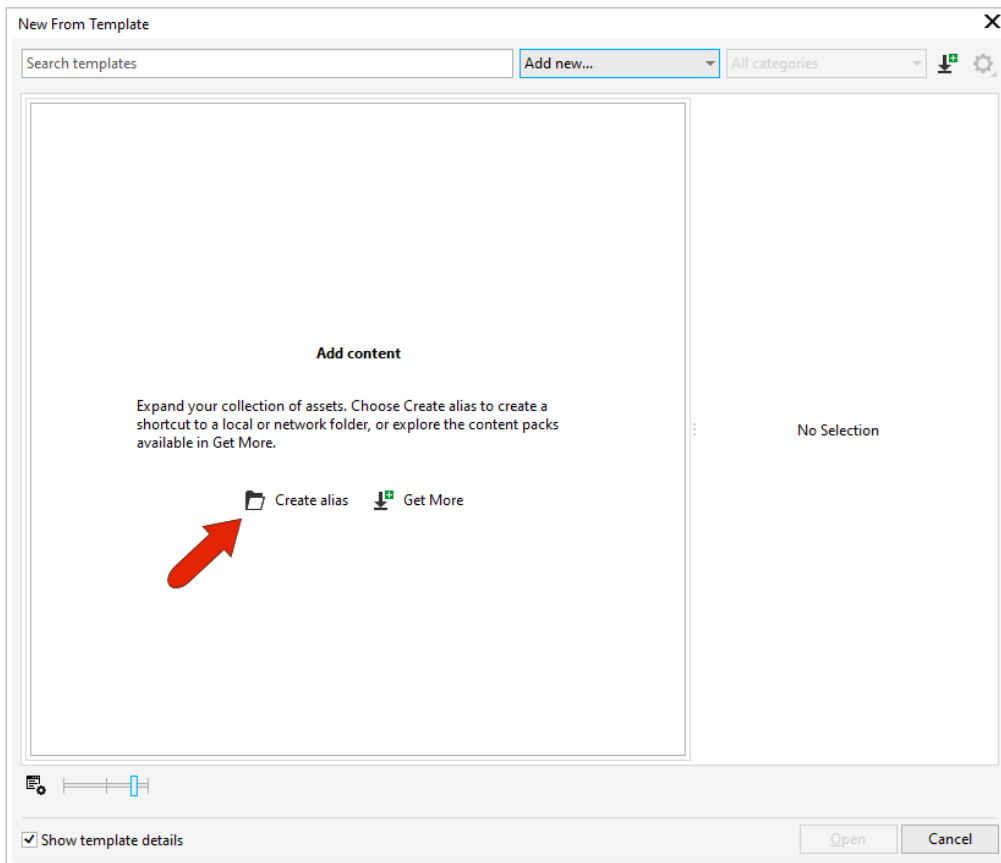 New From Template
Search templates
Add new...
All categories
Add content
Expand your collection of assets. Choose Create alias to create a
shortcut to a local or network folder, or explore the content packs
available in Get More.
No Selection
Create alias
Get More
Show template details
Open
Cancel